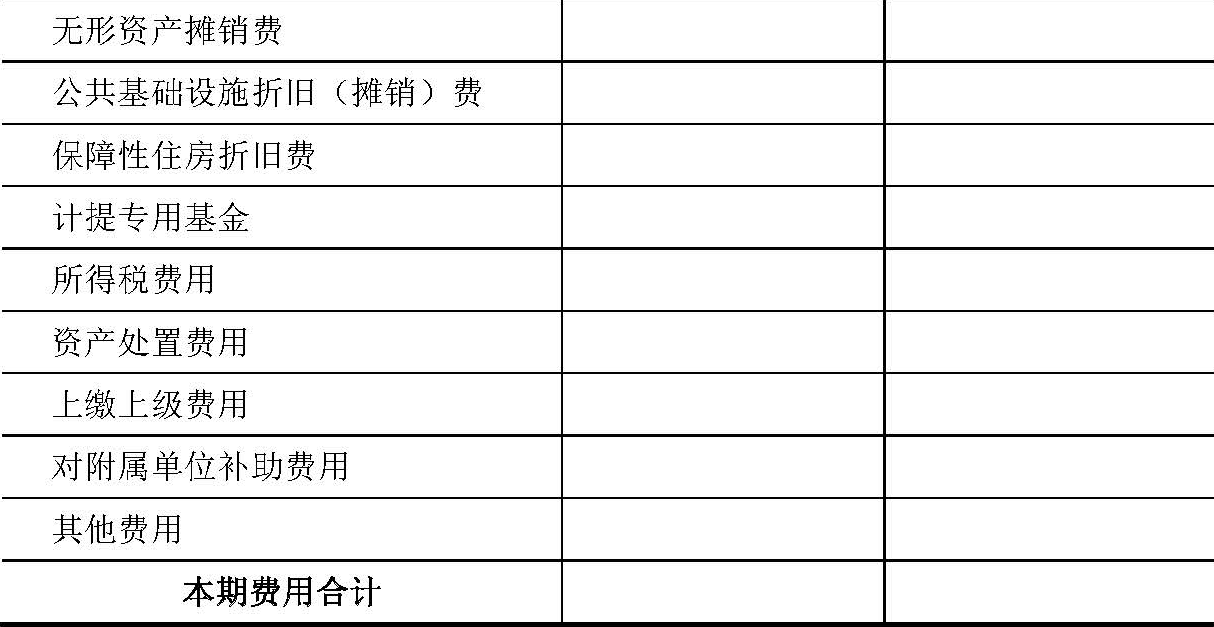 无形资产摊销费
公共基础设施折旧（摊销）费
保障性住房折旧费
计提专用基金
所得税费用
资产处置费用
上缴上级费用
对附属单位补助费用
其他费用
本期费用合计